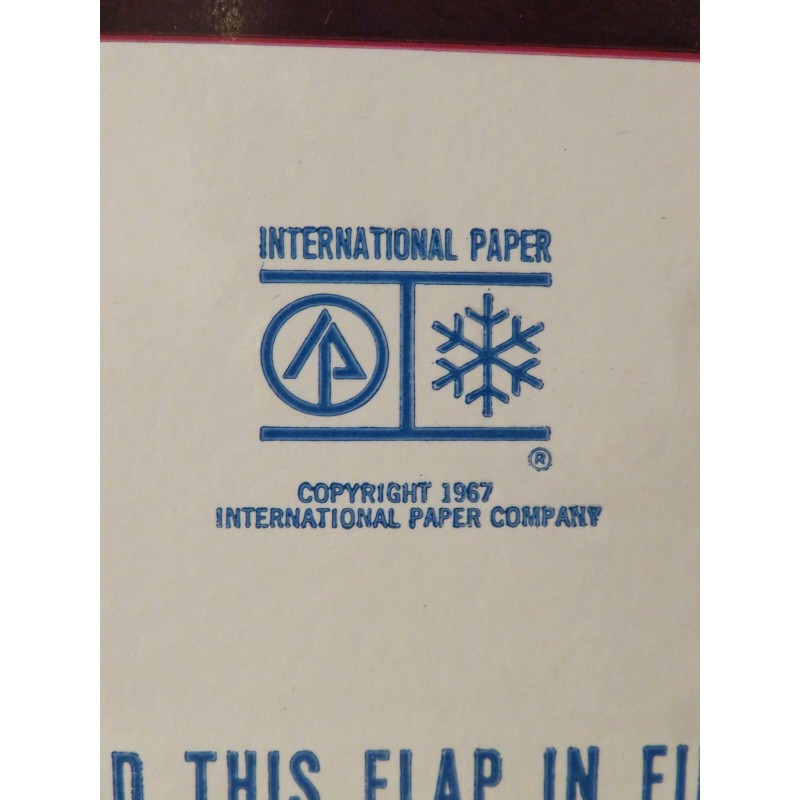 INTERNATIONAL PAPER
®
COPYRIGHT 1967
INTERNATIONAL PAPER COMPANY
THIS FLAP IN